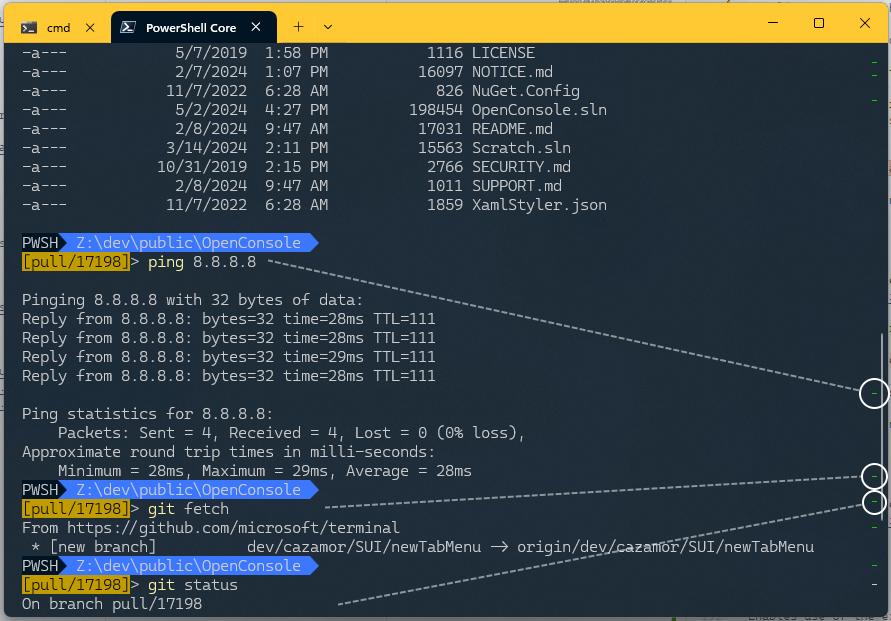 cmd PowerShell Core
-a--- 5/7/2019 1:58 PM 1116 LICENSE
-a--- 2/7/2024 1:07 PM 16097 NOTICE.md
-a--- 11/7/2022 6:28 AM 826 NuGet.Config
-a--- 5/2/2024 4:27 PM 198454 OpenConsole.sln
-a--- 2/8/2024 9:47 AM 17031 README.md
-a--- 3/14/2024 2:11 PM 15563 Scratch.sln
-a--- 10/31/2019 2:15 PM 2766 SECURITY.md
-a--- 2/8/2024 9:47 AM 1011 SUPPORT.md
-a--- 11/7/2022 6:28 AM 1859 XamlStyler.json
PWSH Z:\dev\public\OpenConsole
[pull/17198]> ping 8.8.8.8
Pinging 8.8.8.8 with 32 bytes of data:
Reply from 8.8.8.8: bytes=32 time=28ms TTL=111
Reply from 8.8.8.8: bytes=32 time=28ms TTL=111
Reply from 8.8.8.8: bytes=32 time=29ms TTL=111
Reply from 8.8.8.8: bytes=32 time=28ms TTL=111
Ping statistics for 8.8.8.8:
Packets: Sent = 4, Received = 4, Lost = 0 (0% loss),
Approximate round trip times in milli-seconds:
Minimum = 28ms, Maximum = 29ms, Average = 28ms
PWSH Z:\dev\public\OpenConsole
[pull/17198]> git fetch
From https://github.com/microsoft/terminal
* [new branch] dev/cazamor/SUI/newTabMenu -> origin/dev/cazamor/SUI/newTabMenu
PWSH Z:\dev\public\OpenConsole
[pull/17198]> git status
On branch pull/17198